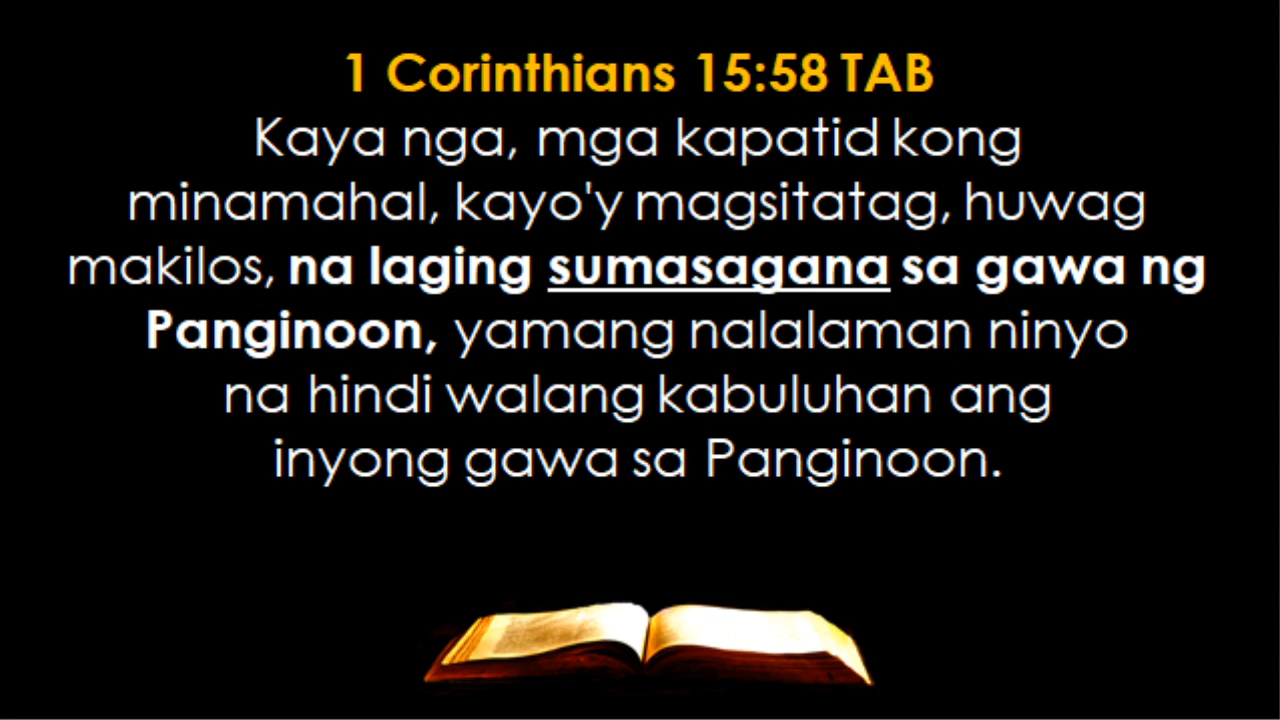 1 Corinthians 15:58 TAB
Kaya nga, mga kapatid kong
minamahal, kayo'y magsitatag, huwag
makilos, na laging sumasagana sa gawa ng
Panginoon, yamang nalalaman ninyo
na hindi walang kabuluhan ang
inyong gawa sa Panginoon.